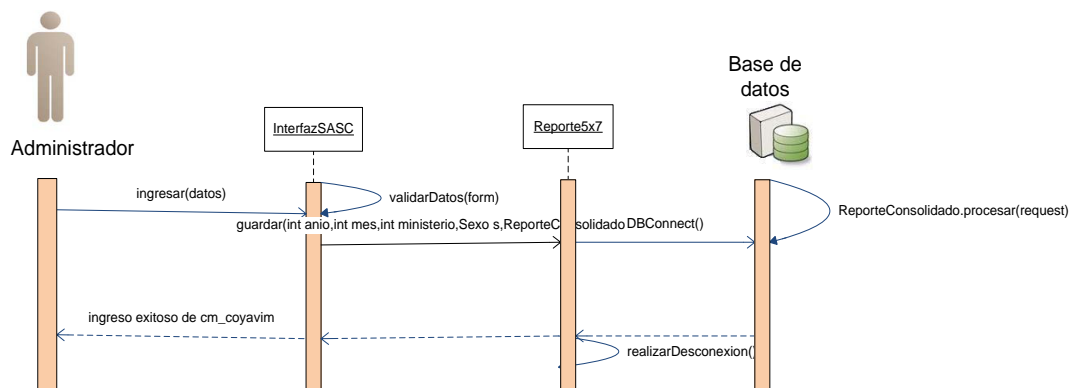 Base de
datos
InterfazSASC
Reporte5x7
Administrador
ingresar(datos)
validarDatos(form)
ReporteConsolidado.procesar(request)
guardar(int anio,int mes,int ministerio,Sexo s,ReporteConsolidado
DBConnect()
ingreso exitoso de cm_coyavim
realizarDesconexion()